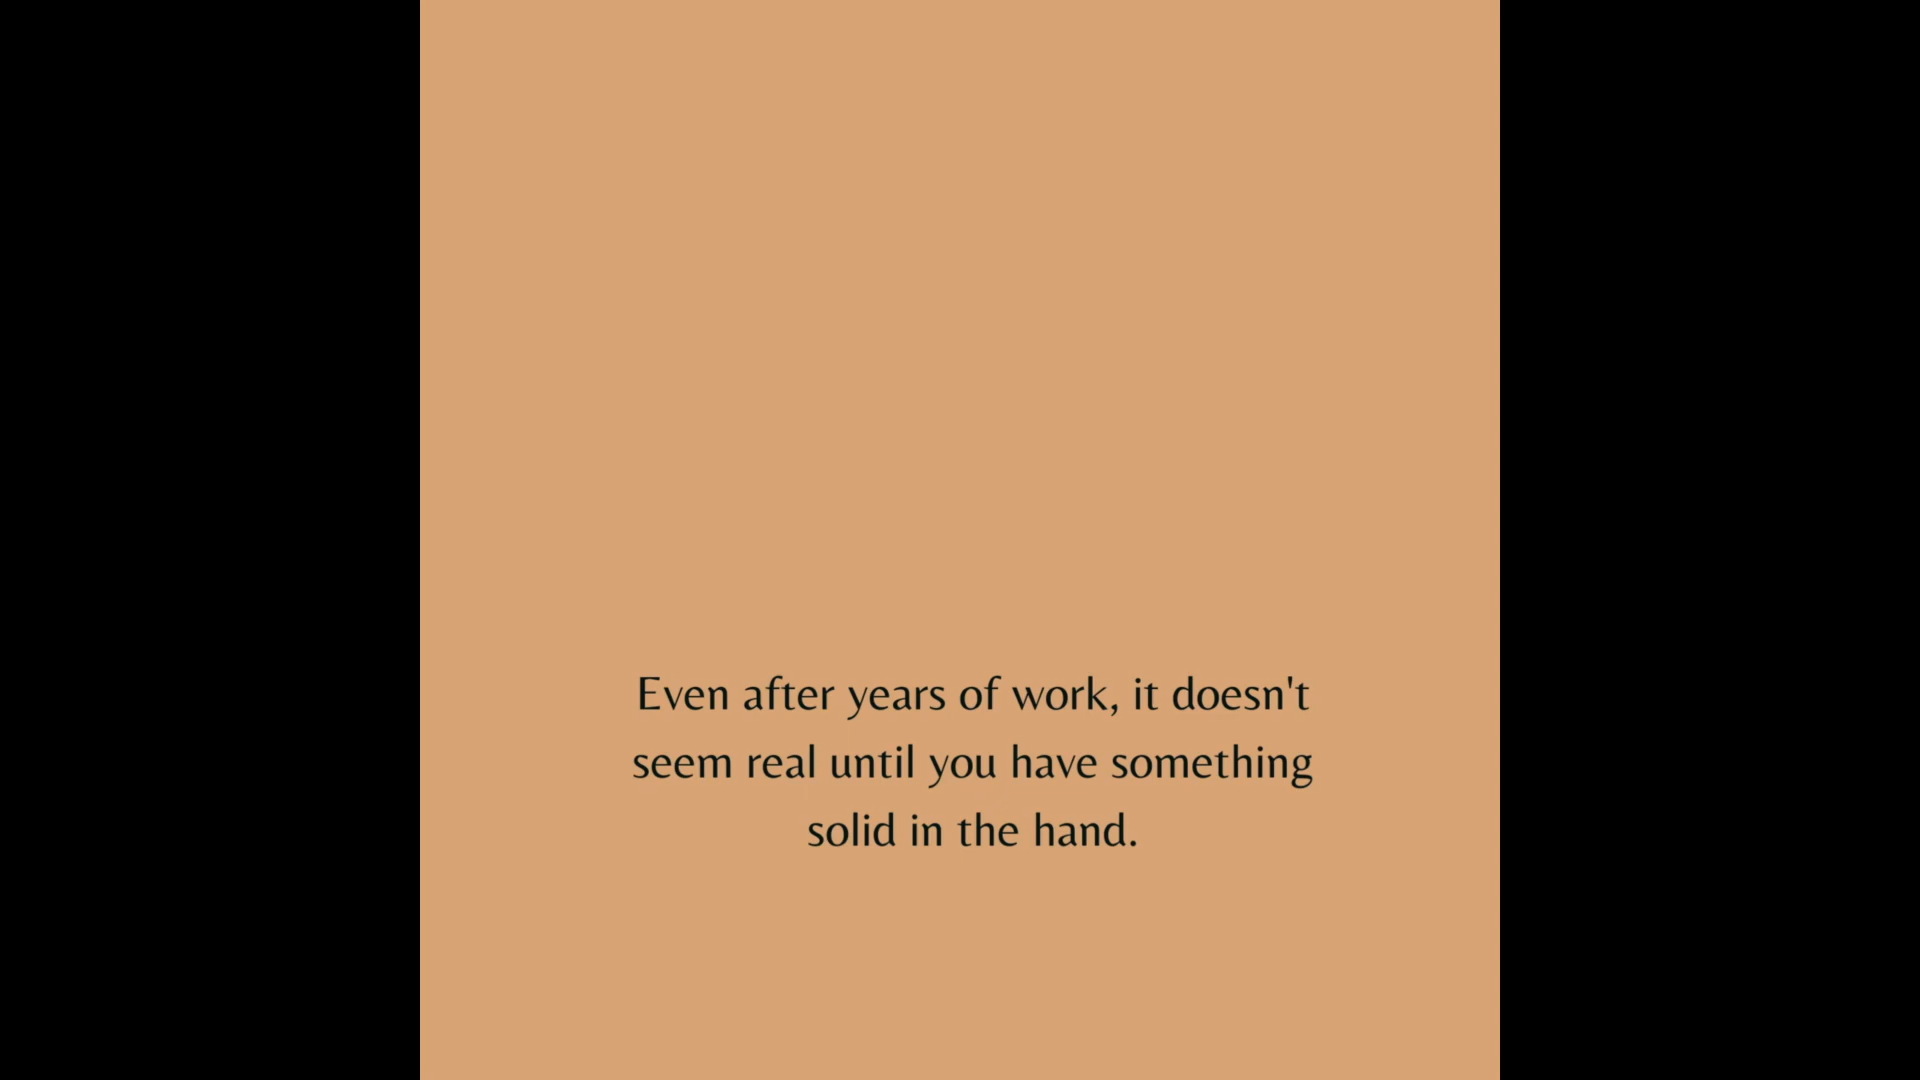 Even after years of work, it doesn't
seem real until you have something
solid in the hand.